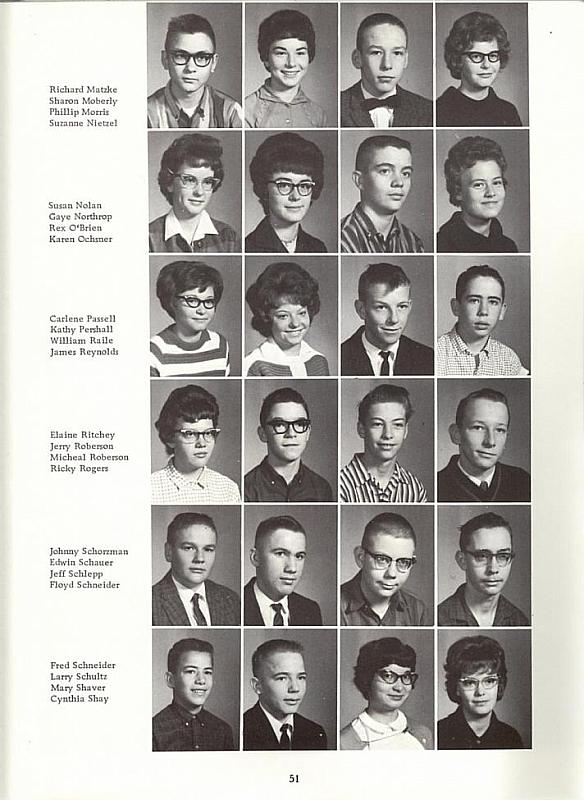 Richard Matzke
Sharon Moberly
Phillip Morris
Suzanne Nietzel
Susan Nolan
Gaye Northrop
Rex O'Brien
Karen Ochsner
Carlene Passell
Kathy Pershall
William Raile
James Reynolds
Elaine Ritchey
Jerry Roberson
Micheal Roberson
Ricky Rogers
Johnny Schorzman
Edwin Schauer
Jeff Schlepp
Floyd Schneider
Fred Schneider
Larry Schultz
Mary Shaver
Cynthia Shay
51